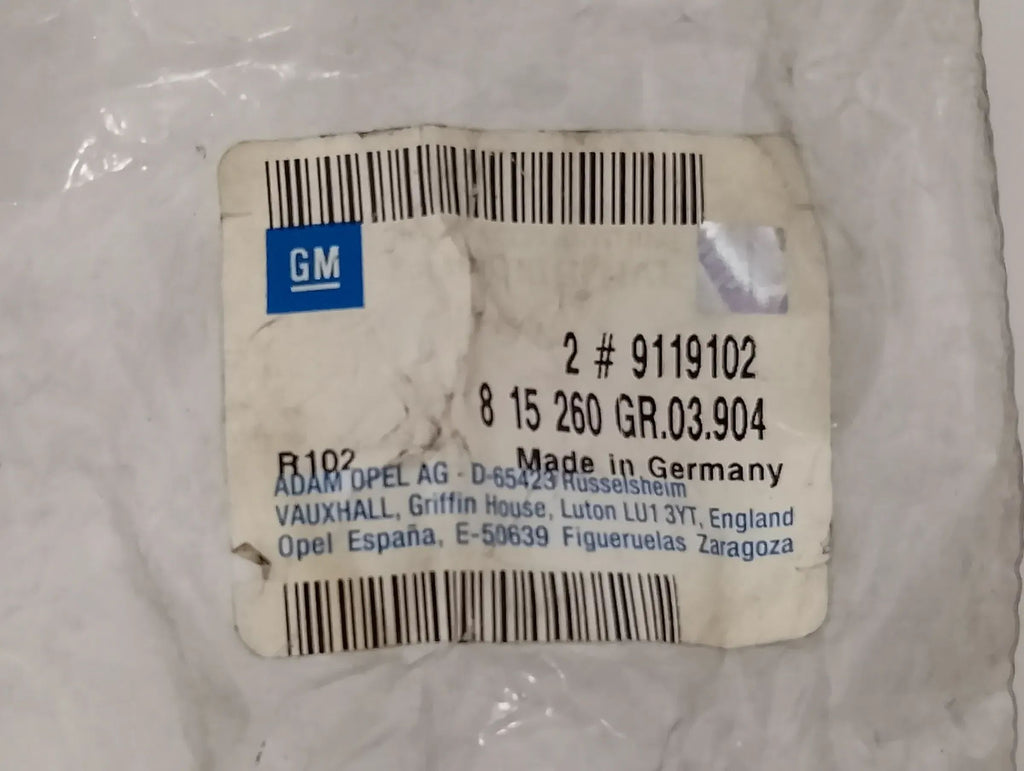 GM
2 # 9119102
8 15 260 GR.03.904
R102 Made in Germany
ADAM OPEL AG - D-65423 Russelsheim
VAUXHALL, Griffin House, Luton LU1 3YT, England
Opel España, E-50639 Figueruelas Zaragoza